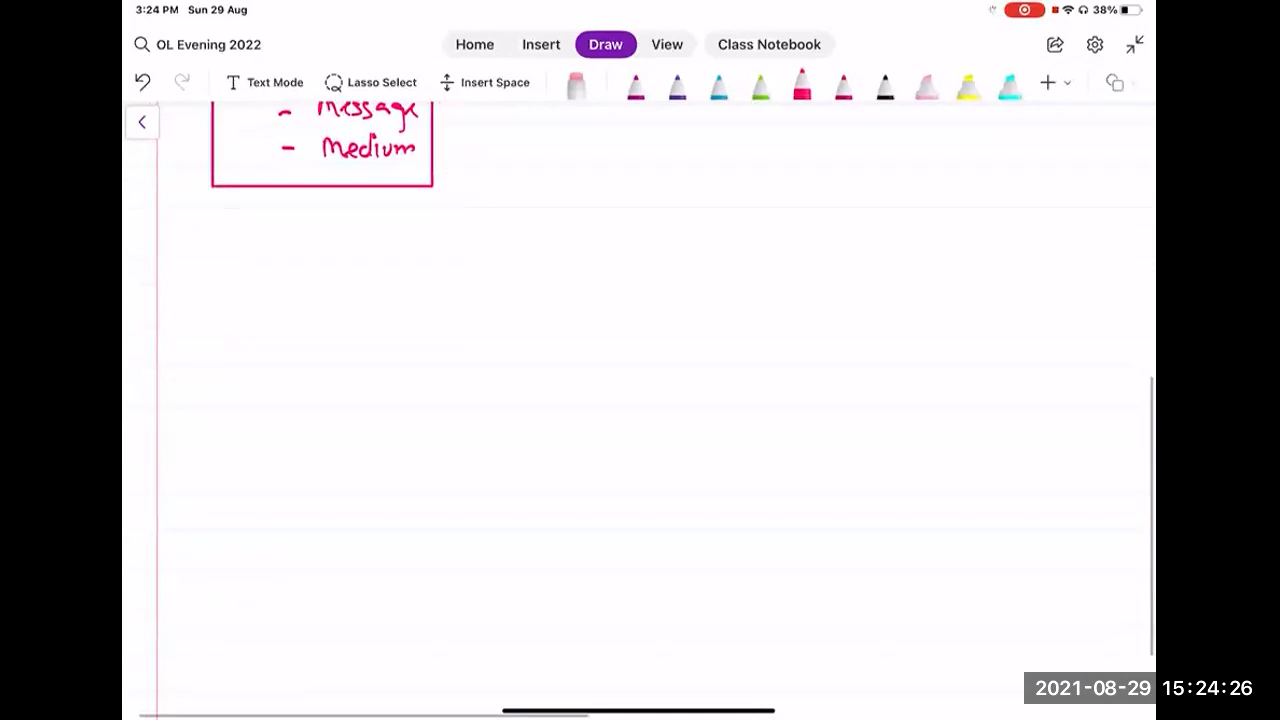 3:24 PM Sun 29 Aug
38%
OL Evening 2022
Home Insert Draw View Class Notebook
Text Mode Lasso Select Insert Space
- Message
- Medium
2021-08-29 15:24:26